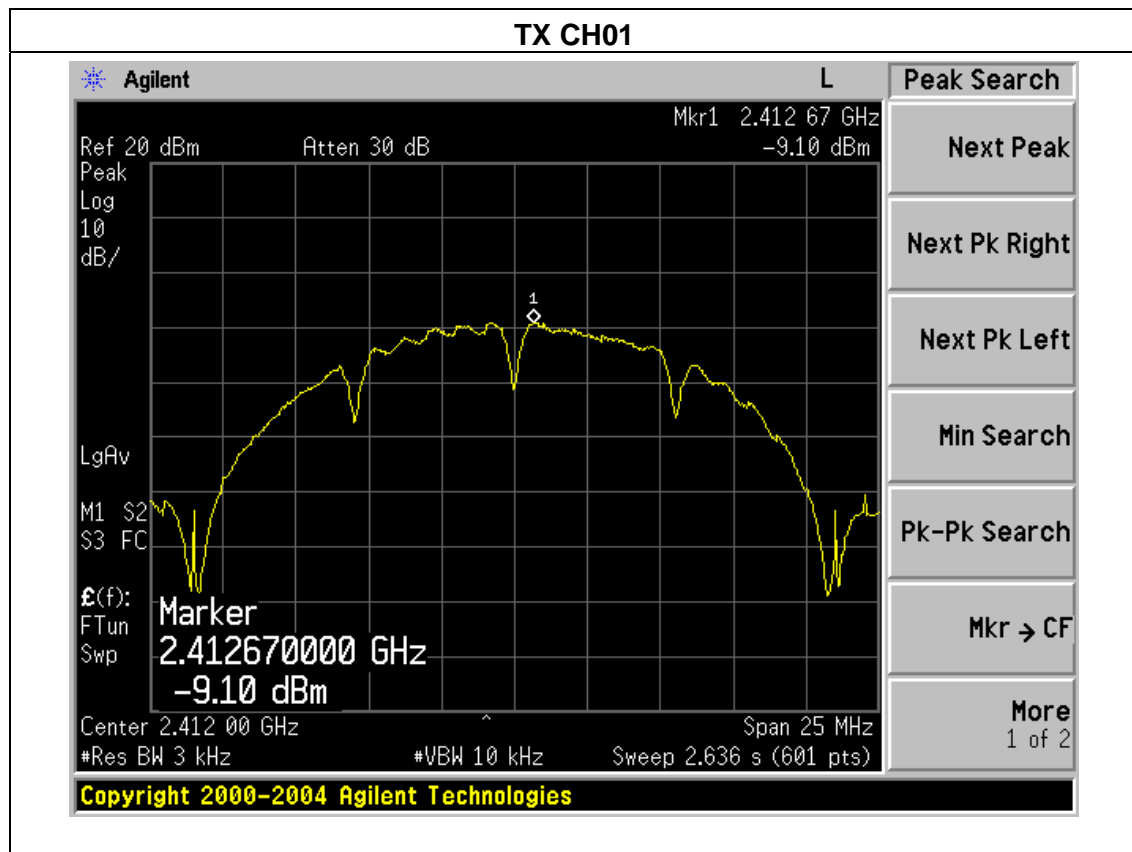 TX CH01
Agilent L Peak Search
Mkr1 2.412 67 GHz
Ref 20 dBm Atten 30 dB -9.10 dBm
Peak
Log
10
dB/
1
LgAv
M1 S2
S3 FC
£(f):
FTun
Swp
Marker
2.412670000 GHz
-9.10 dBm
Center 2.412 00 GHz ^ Span 25 MHz
#Res BW 3 kHz #VBW 10 kHz Sweep 2.636 s (601 pts)
Next Peak
Next Pk Right
Next Pk Left
Min Search
Pk-Pk Search
Mkr → CF
More
1 of 2
Copyright 2000-2004 Agilent Technologies